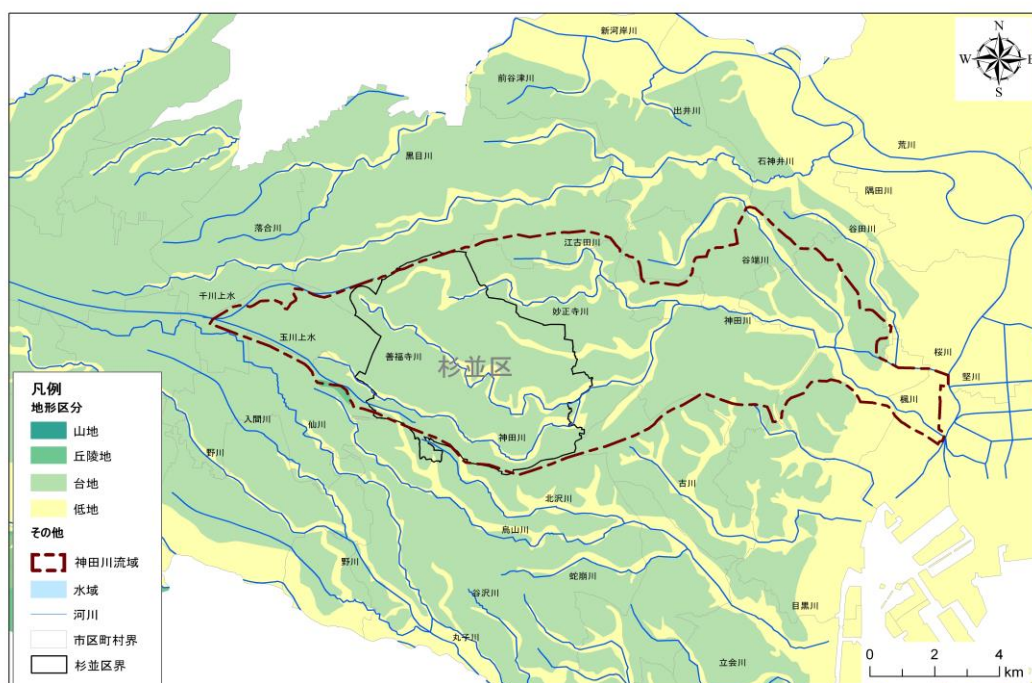 新河岸川
N
W
E
S
前谷津川
出井川
荒川
石神井川
黒目川
隅田川
谷田川
落合川
江古田川
谷端川
千川上水
妙正寺川
神田川
玉川上水
桜川
善福寺川
杉並区
竪川
楓川
凡例
地形区分
山地
丘陵地
台地
低地
その他
神田川流域
水域
河川
市区町村界
杉並区界
入間川
仙川
野川
神田川
北沢川
古川
烏山川
野川
蛇崩川
谷沢川
目黒川
丸子川
立会川
0 2 4
km